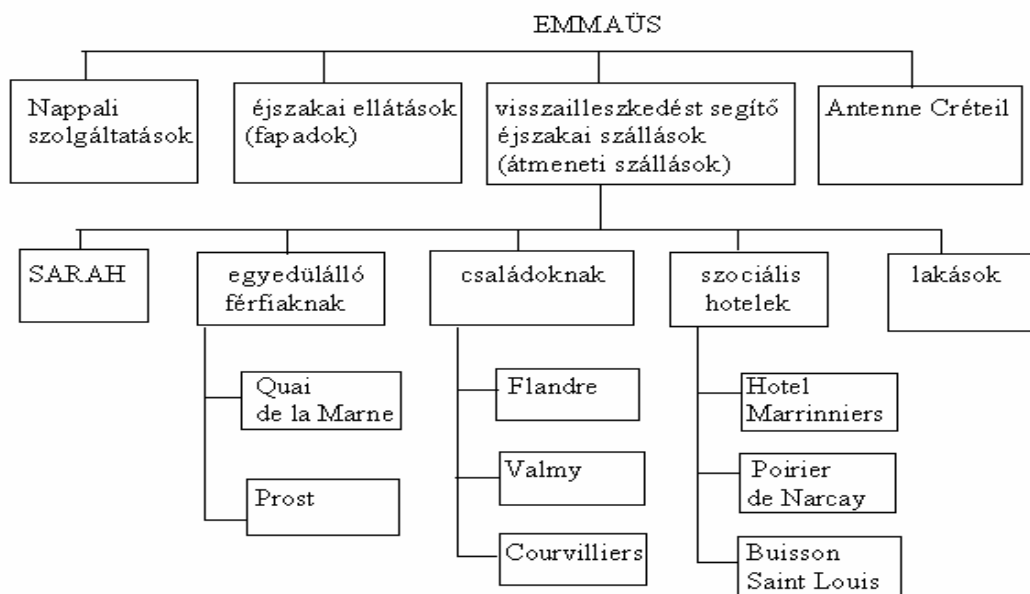 EMMAÜS
Nappali
szolgáltatások
éjszakai ellátások
(fapadok)
visszailleszkedést segítő
éjszakai szállások
(átmeneti szállások)
Antenne Créteil
SARAH
egyedülálló
férfiaknak
családoknak
szociális
hotelek
lakások
Quai
de la Marne
Prost
Flandre
Valmy
Courvilliers
Hotel
Marrinniers
Poirier
de Narcay
Buisson
Saint Louis